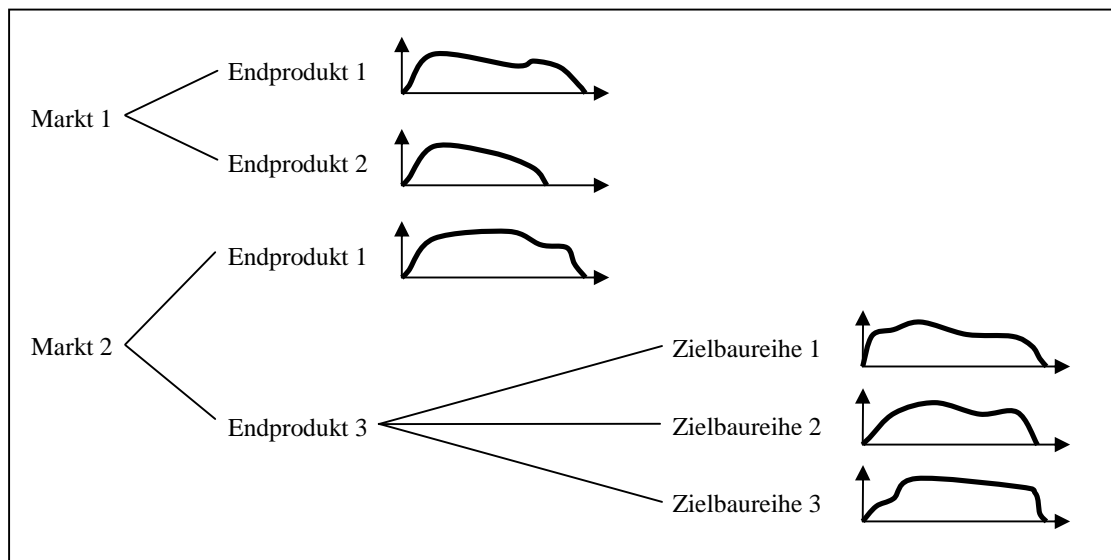 Endprodukt 1
Markt 1
Endprodukt 2
Endprodukt 1
Markt 2
Zielbaureihe 1
Endprodukt 3
Zielbaureihe 2
Zielbaureihe 3